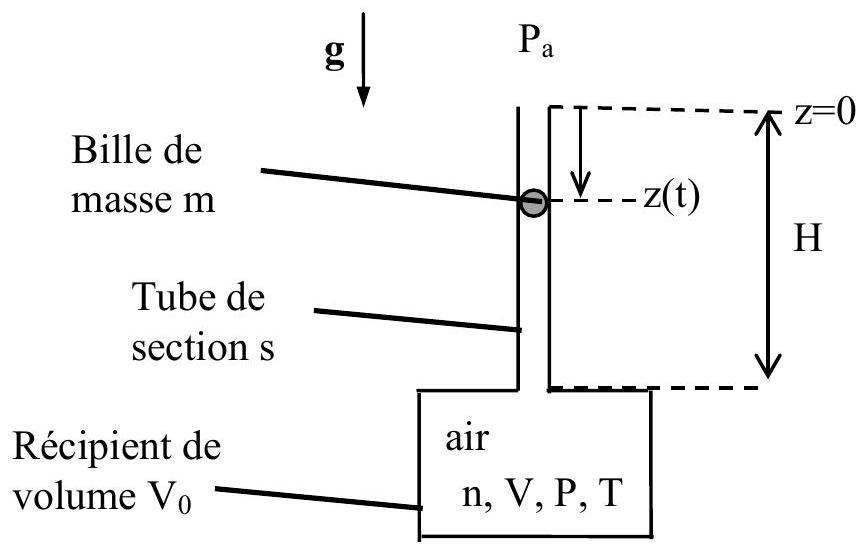 g
Pa
z=0
Bille de
masse m
z(t)
H
Tube de
section s
Récipient de
volume V0
air
n, V, P, T